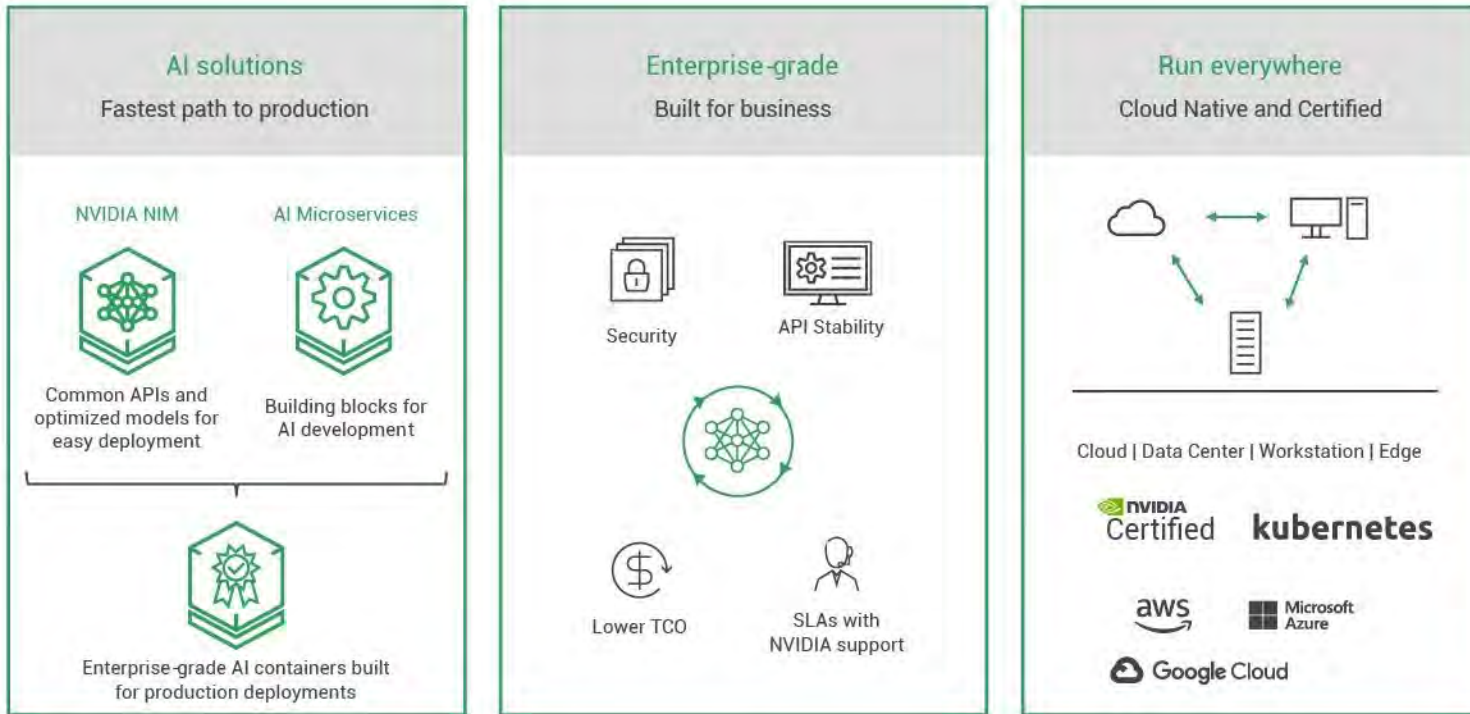 AI solutions
Fastest path to production
NVIDIA NIM
AI Microservices
Common APIs and
optimized models for
easy deployment
Building blocks for
AI development
Enterprise-grade AI containers built
for production deployments
Enterprise-grade
Built for business
Security
API Stability
Lower TCO
SLAs with
NVIDIA support
Run everywhere
Cloud Native and Certified
Cloud | Data Center | Workstation | Edge
NVIDIA
Certified
kubernetes
aws
Microsoft
Azure
Google Cloud